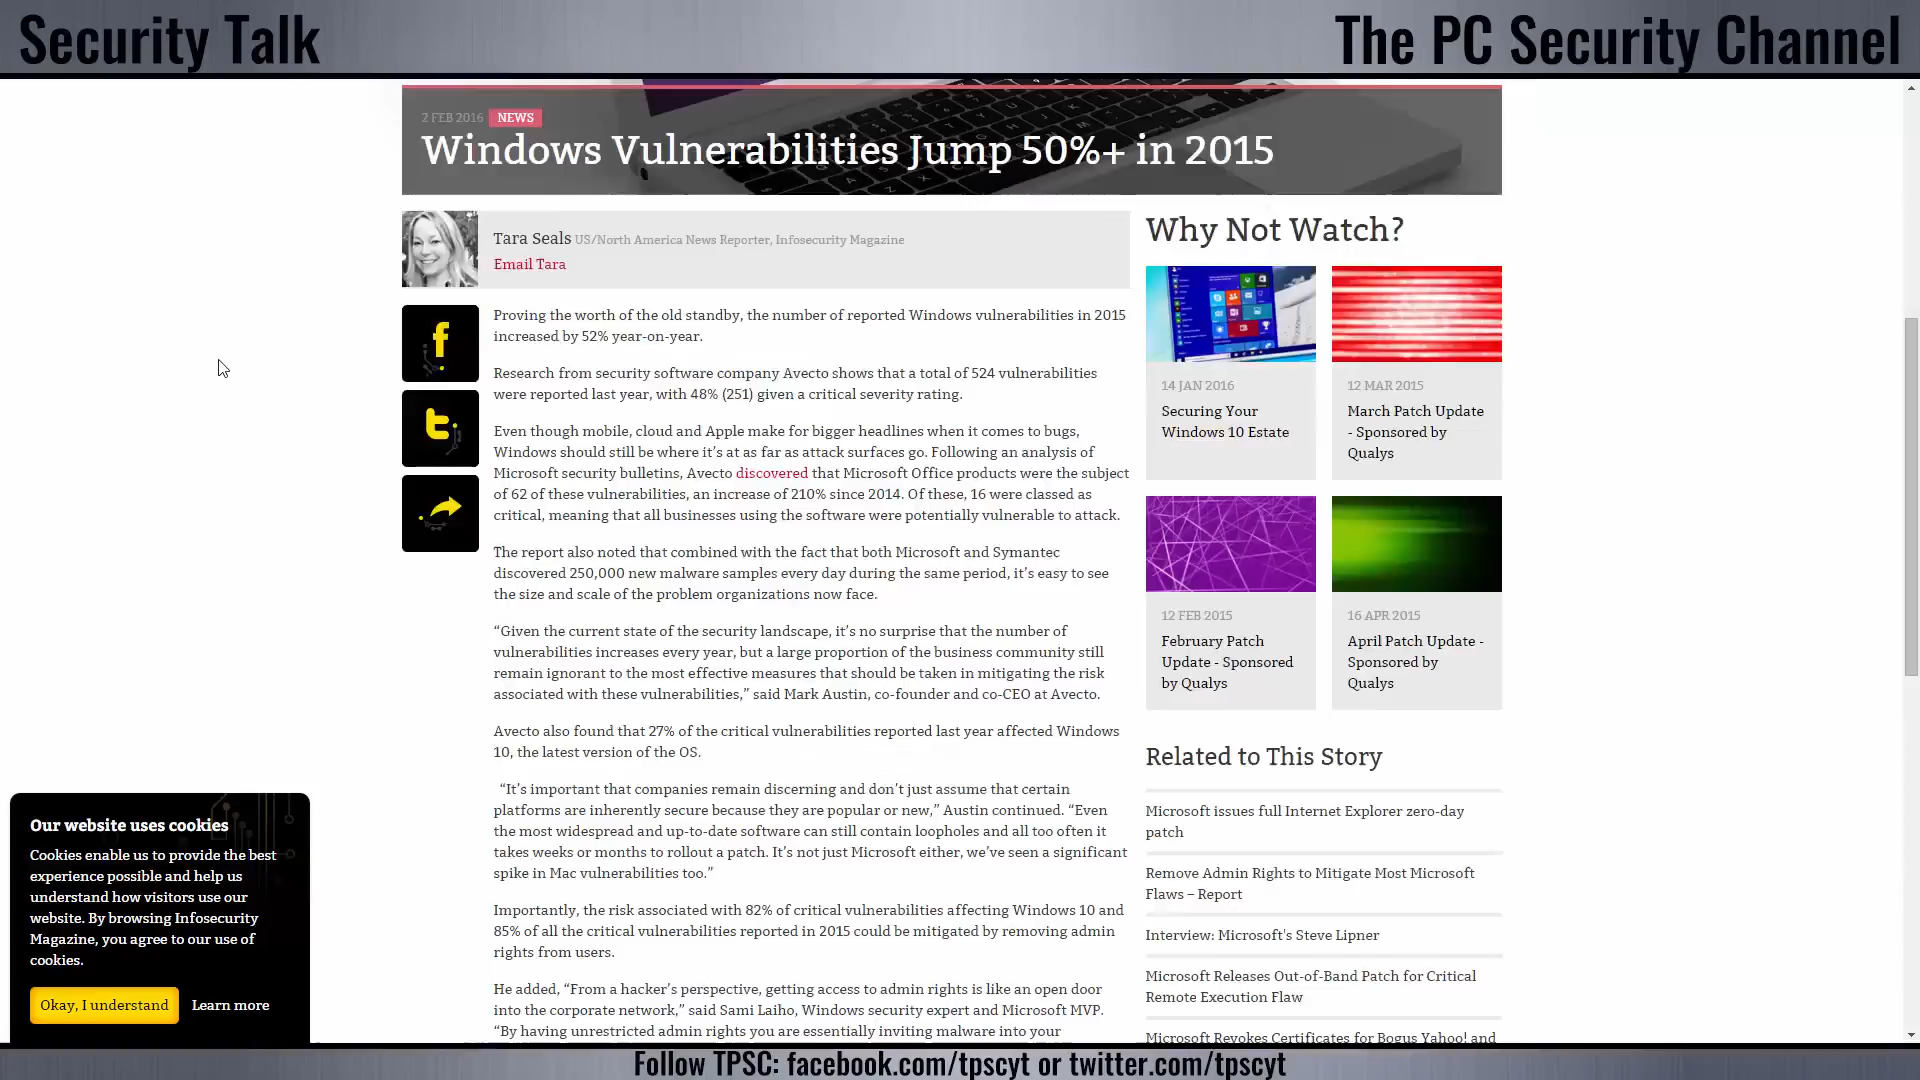 Security Talk
The PC Security Channel
2 FEB 2016 NEWS
Windows Vulnerabilities Jump 50%+ in 2015
Tara Seals US/North America News Reporter, Infosecurity Magazine
Email Tara
Proving the worth of the old standby, the number of reported Windows vulnerabilities in 2015
increased by 52% year-on-year.
Research from security software company Avecto shows that a total of 524 vulnerabilities
were reported last year, with 48% (251) given a critical severity rating.
Even though mobile, cloud and Apple make for bigger headlines when it comes to bugs,
Windows should still be where it's at as far as attack surfaces go. Following an analysis of
Microsoft security bulletins, Avecto discovered that Microsoft Office products were the subject
of 62 of these vulnerabilities, an increase of 210% since 2014. Of these, 16 were classed as
critical, meaning that all businesses using the software were potentially vulnerable to attack.
The report also noted that combined with the fact that both Microsoft and Symantec
discovered 250,000 new malware samples every day during the same period, it's easy to see
the size and scale of the problem organizations now face.
“Given the current state of the security landscape, it's no surprise that the number of
vulnerabilities increases every year, but a large proportion of the business community still
remain ignorant to the most effective measures that should be taken in mitigating the risk
associated with these vulnerabilities,” said Mark Austin, co-founder and co-CEO at Avecto.
Avecto also found that 27% of the critical vulnerabilities reported last year affected Windows
10, the latest version of the OS.
“It's important that companies remain discerning and don't just assume that certain
platforms are inherently secure because they are popular or new,” Austin continued. “Even
the most widespread and up-to-date software can still contain loopholes and all too often it
takes weeks or months to rollout a patch. It's not just Microsoft either, we've seen a significant
spike in Mac vulnerabilities too.”
Importantly, the risk associated with 82% of critical vulnerabilities affecting Windows 10 and
85% of all the critical vulnerabilities reported in 2015 could be mitigated by removing admin
rights from users.
He added, “From a hacker's perspective, getting access to admin rights is like an open door
into the corporate network,” said Sami Laiho, Windows security expert and Microsoft MVP.
“By having unrestricted admin rights you are essentially inviting malware into your
Why Not Watch?
14 JAN 2016
Securing Your
Windows 10 Estate
12 MAR 2015
March Patch Update
- Sponsored by
Qualys
12 FEB 2015
February Patch
Update - Sponsored
by Qualys
16 APR 2015
April Patch Update -
Sponsored by
Qualys
Related to This Story
Microsoft issues full Internet Explorer zero-day
patch
Remove Admin Rights to Mitigate Most Microsoft
Flaws – Report
Interview: Microsoft's Steve Lipner
Microsoft Releases Out-of-Band Patch for Critical
Remote Execution Flaw
Microsoft Revokes Certificates for Bogus Yahoo! and
Our website uses cookies
Cookies enable us to provide the best
experience possible and help us
understand how visitors use our
website. By browsing Infosecurity
Magazine, you agree to our use of
cookies.
Okay, I understand
Learn more
Follow TPSC: facebook.com/tpscyt or twitter.com/tpscyt